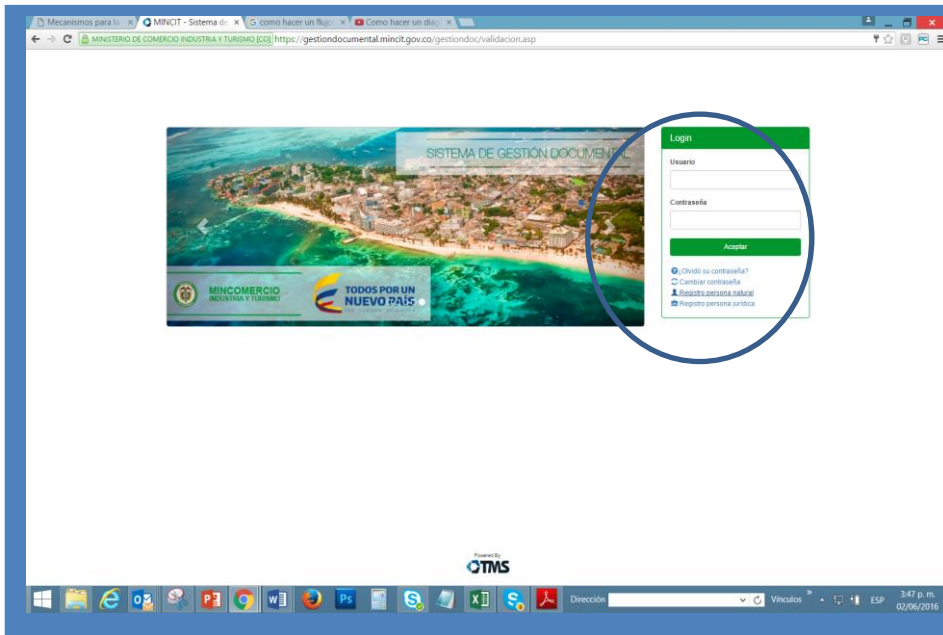 Mecanismos para la
MINCIT - Sistema de
como hacer un flujo
Como hacer un diag
MINISTERIO DE COMERCIO INDUSTRIA Y TURISMO [CO] https://gestiondocumental.mincit.gov.co/gestiondoc/validacion.asp
SISTEMA DE GESTIÓN DOCUMENTAL
MINCOMERCIO
INDUSTRIA Y TURISMO
TODOS POR UN
NUEVO PAÍS
Login
Usuario
Contraseña
Aceptar
¿Olvidó su contraseña?
Cambiar contraseña
Registro persona natural
Registro persona jurídica
Powered By
TMS
Dirección
Vínculos
ESP
3:47 p. m.
02/06/2016